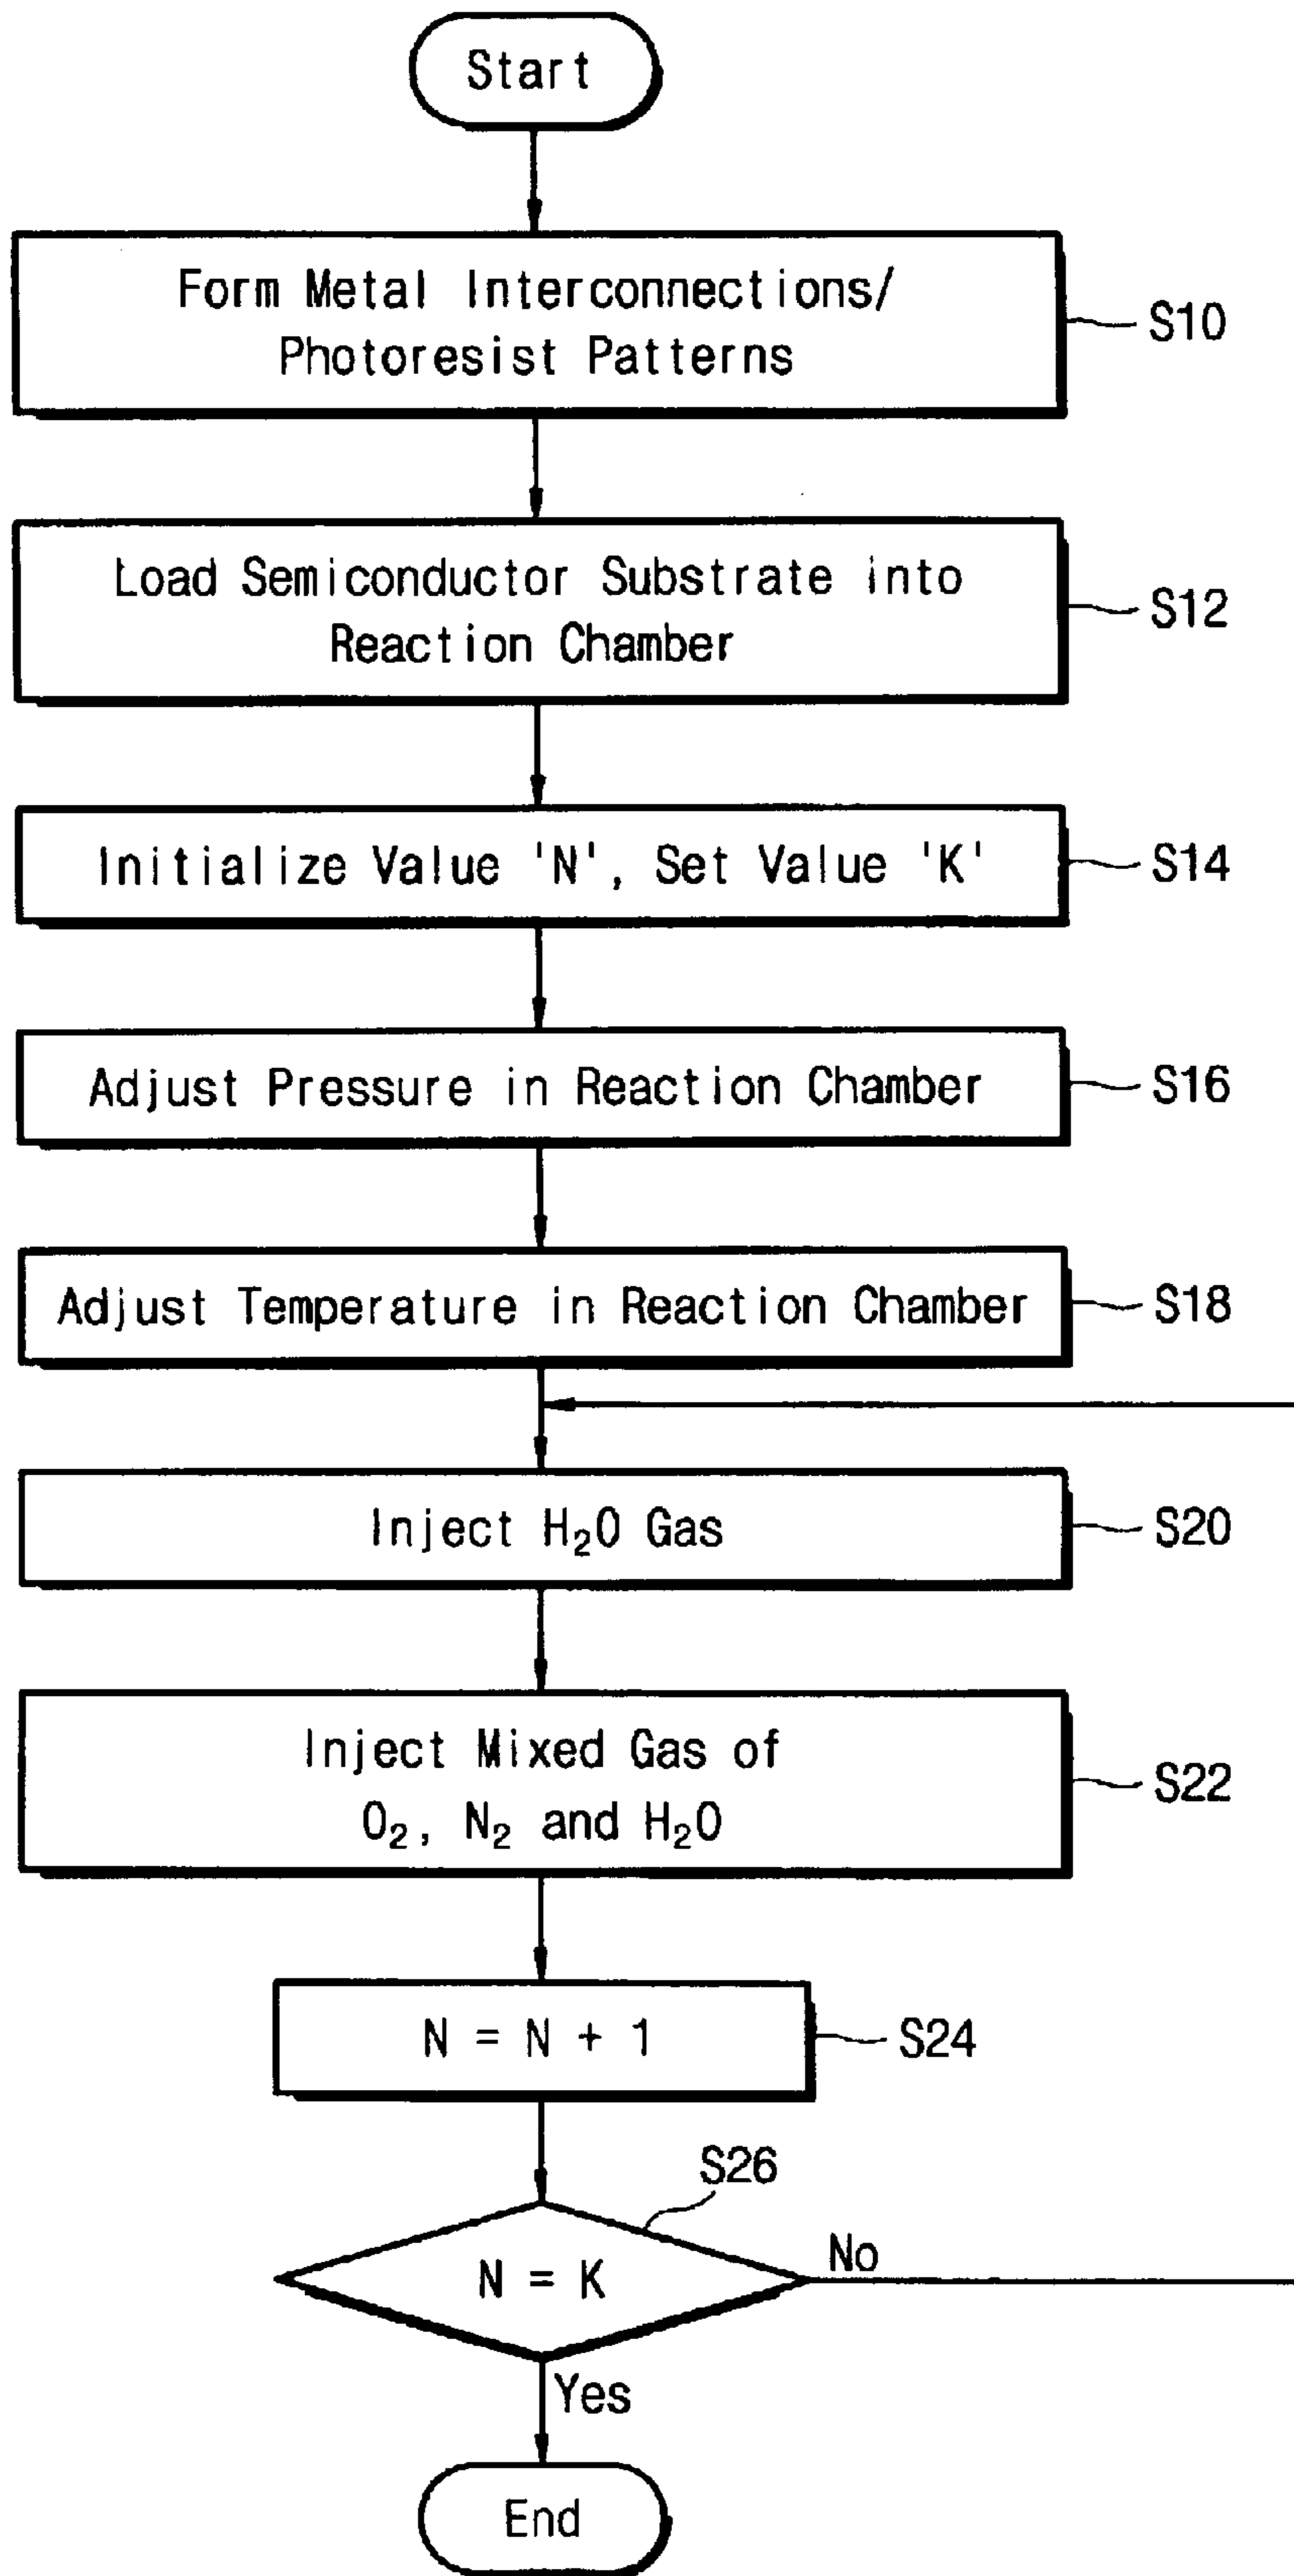 Start
Form Metal Interconnections/
Photoresist Patterns
S10
Load Semiconductor Substrate into
Reaction Chamber
S12
Initialize Value 'N', Set Value 'K'
S14
Adjust Pressure in Reaction Chamber
S16
Adjust Temperature in Reaction Chamber
S18
Inject H₂O Gas
S20
Inject Mixed Gas of
O₂, N₂ and H₂O
S22
N = N + 1
S24
S26
N = K
No
Yes
End